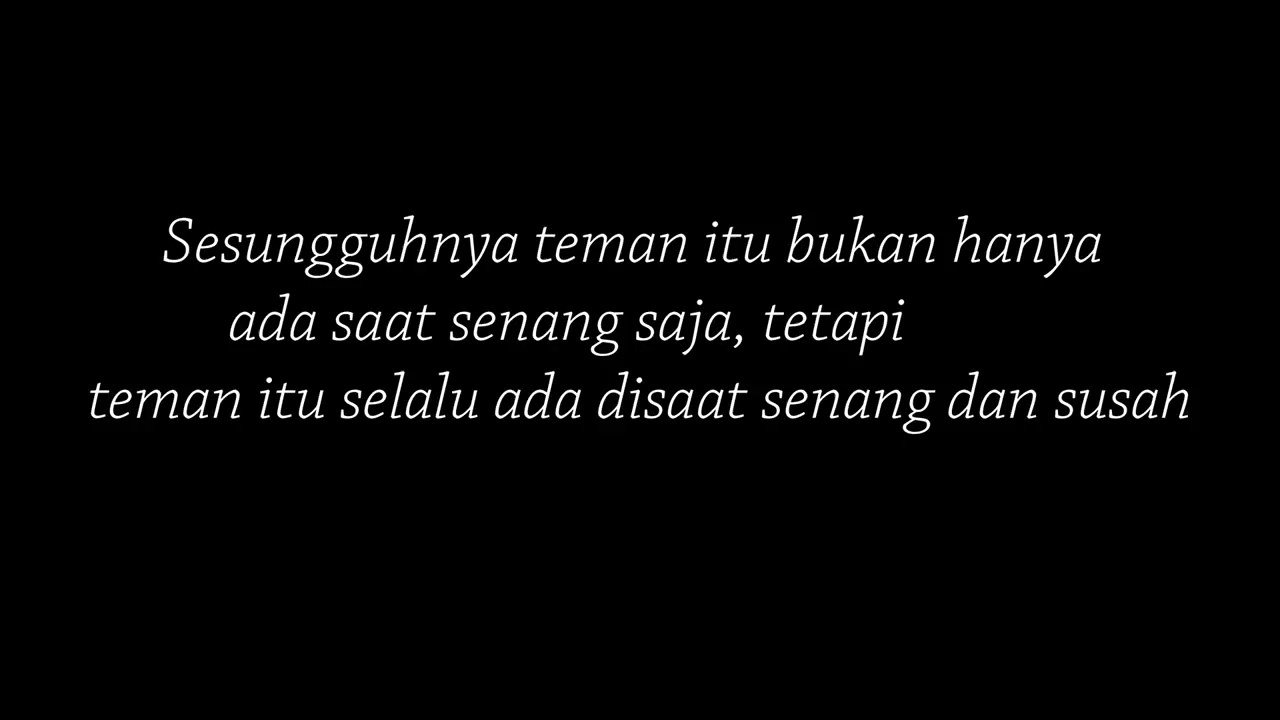 Sesungguhnya teman itu bukan hanya
ada saat senang saja, tetapi
teman itu selalu ada disaat senang dan susah